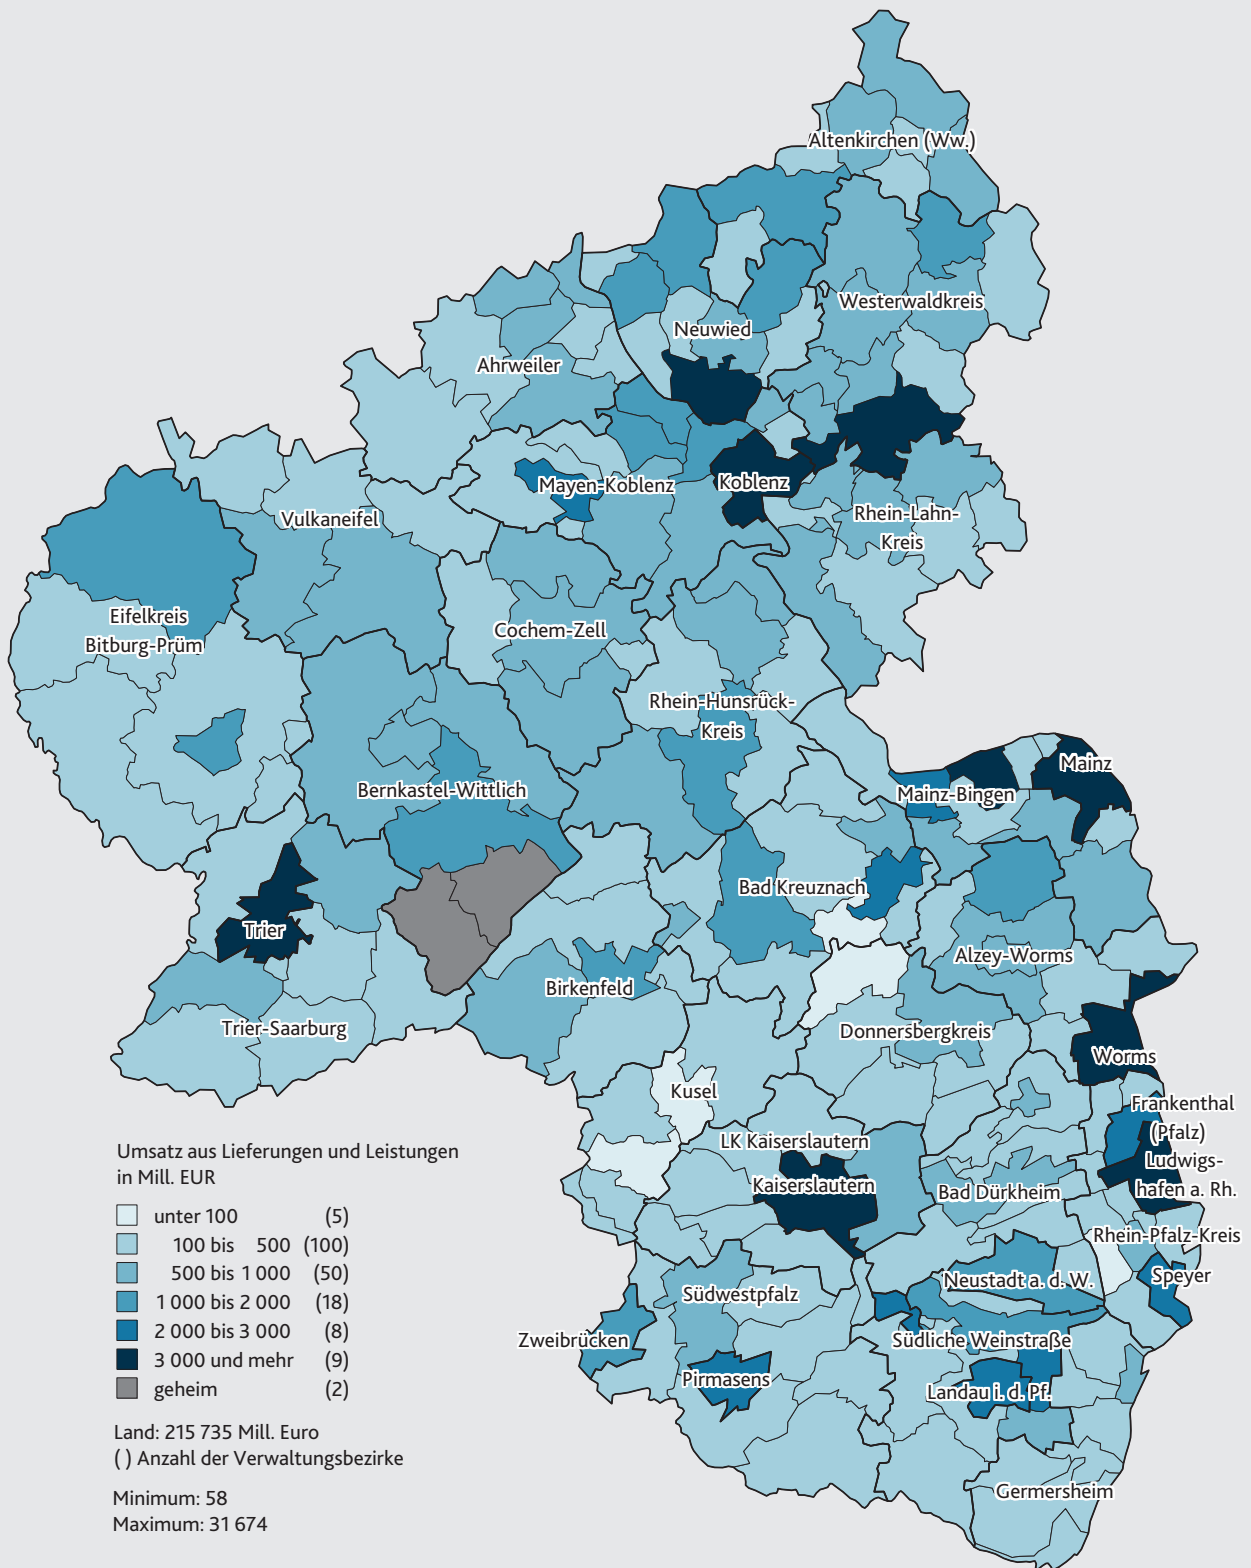 Altenkirchen (Ww.)
Westerwaldkreis
Neuwied
Ahrweiler
Mayen-Koblenz
Koblenz
Vulkaneifel
Rhein-Lahn-
Kreis
Eifelkreis
Bitburg-Prüm
Cochem-Zell
Rhein-Hunsrück-
Kreis
Mainz
Bernkastel-Wittlich
Mainz-Bingen
Bad Kreuznach
Trier
Alzey-Worms
Birkenfeld
Trier-Saarburg
Donnersbergkreis
Worms
Kusel
Frankenthal
(Pfalz)
LK Kaiserslautern
Ludwigs-
hafen a. Rh.
Kaiserslautern
Bad Dürkheim
Rhein-Pfalz-Kreis
Speyer
Neustadt a. d. W.
Südwestpfalz
Zweibrücken
Südliche Weinstraße
Pirmasens
Landau i. d. Pf.
Germersheim
Umsatz aus Lieferungen und Leistungen
in Mill. EUR
unter 100 (5)
100 bis 500 (100)
500 bis 1 000 (50)
1 000 bis 2 000 (18)
2 000 bis 3 000 (8)
3 000 und mehr (9)
geheim (2)
Land: 215 735 Mill. Euro
( ) Anzahl der Verwaltungsbezirke
Minimum: 58
Maximum: 31 674